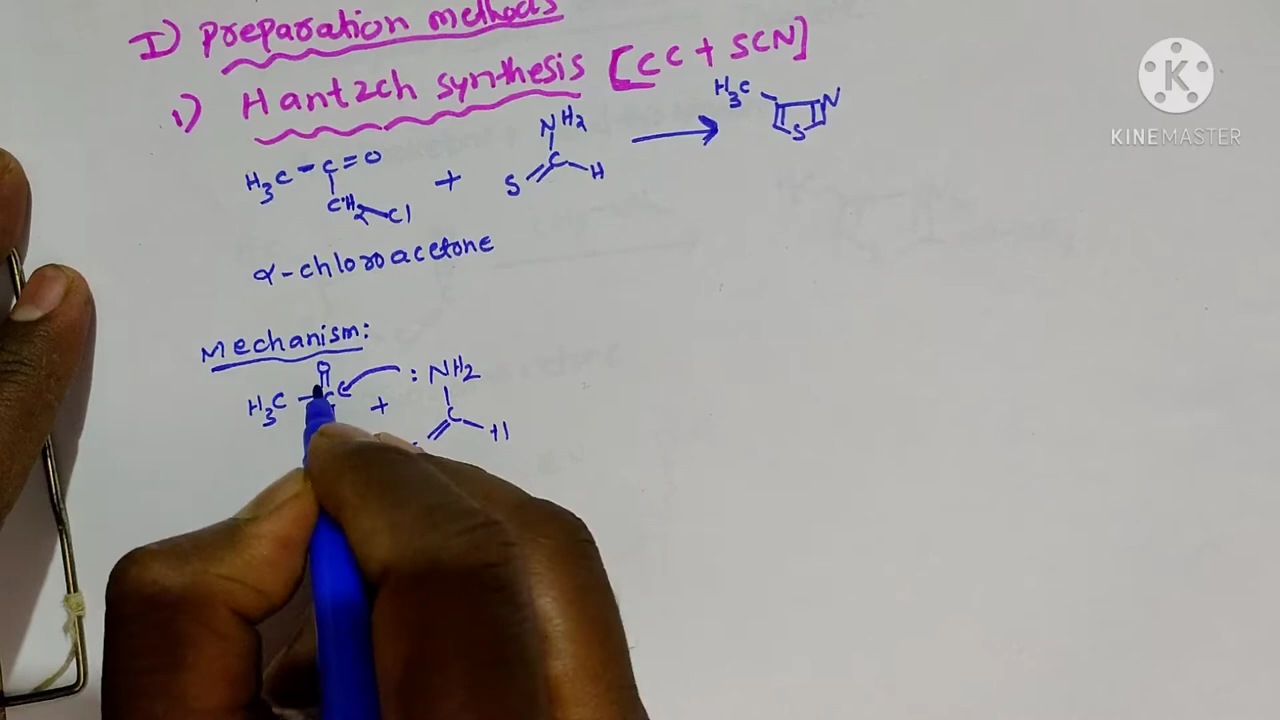 I) Preparation methods
1) Hantzch synthesis [CC + SCN]
H3C - C = O
CH2 Cl
+
NH2
S C H
H3C N S
α-chloroacetone
Mechanism:
O
H3C - C + : NH2
C H
K
KINEMASTER